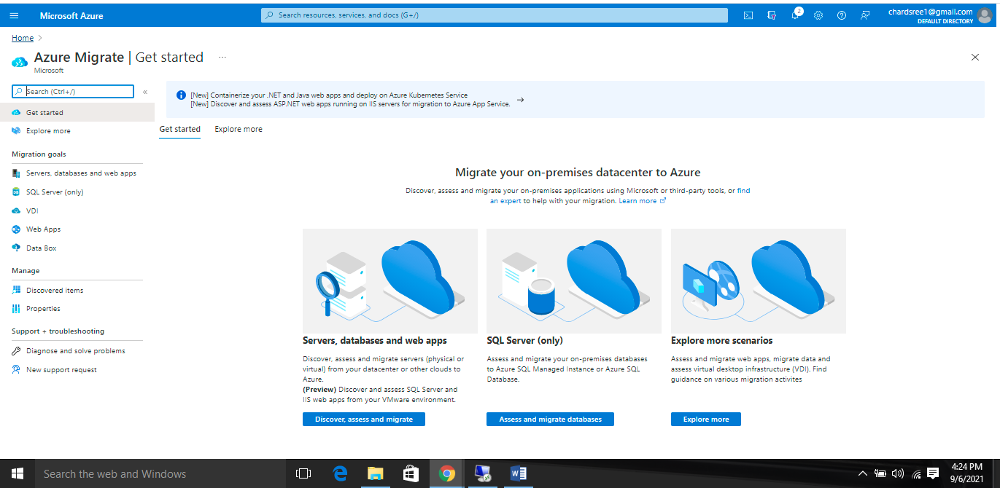 Microsoft Azure
Search resources, services, and docs (G+/)
2
chardsree1@gmail.com
DEFAULT DIRECTORY
Home
Azure Migrate | Get started
...
Microsoft
Search (Ctrl+/)
«
[New] Containerize your .NET and Java web apps and deploy on Azure Kubernetes Service
[New] Discover and assess ASP.NET web apps running on IIS servers for migration to Azure App Service.
Get started
Explore more
Migration goals
Servers, databases and web apps
SQL Server (only)
VDI
Web Apps
Data Box
Manage
Discovered items
Properties
Support + troubleshooting
Diagnose and solve problems
New support request
Get started
Explore more
Migrate your on-premises datacenter to Azure
Discover, assess and migrate your on-premises applications using Microsoft or third-party tools, or find
an expert to help with your migration. Learn more
Servers, databases and web apps
Discover, assess and migrate servers (physical or
virtual) from your datacenter or other clouds to
Azure.
(Preview) Discover and assess SQL Server and
IIS web apps from your VMware environment.
Discover, assess and migrate
SQL Server (only)
Assess and migrate your on-premises databases
to Azure SQL Managed Instance or Azure SQL
Database.
Assess and migrate databases
Explore more scenarios
Assess and migrate web apps, migrate data and
assess virtual desktop infrastructure (VDI). Find
guidance on various migration activites
Explore more
Search the web and Windows
4:24 PM
9/6/2021